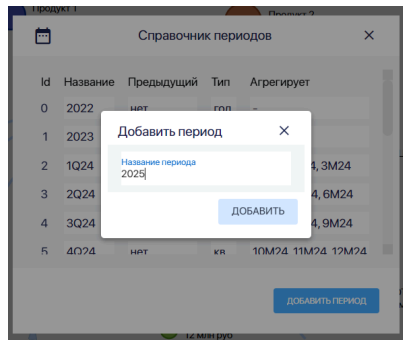 Продукт 1
Продукт 2
Справочник периодов
Id Название Предыдущий Тип Агрегирует
0 2022 нет год -
1 2023
Добавить период
2 1Q24 4, 3M24
Название периода
2025
3 2Q24 4, 6M24
ДОБАВИТЬ
4 3Q24 4, 9M24
5 4Q24 нет кв 10M24, 11M24, 12M24
ДОБАВИТЬ ПЕРИОД
12 млн руб